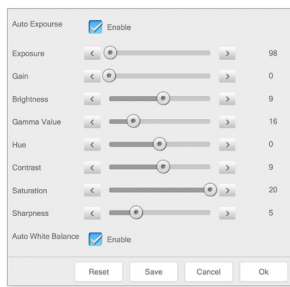 Auto Expourse Enable
Exposure 98
Gain 0
Brightness 9
Gamma Value 16
Hue 0
Contrast 9
Saturation 20
Sharpness 5
Auto White Balance Enable
Reset Save Cancel Ok